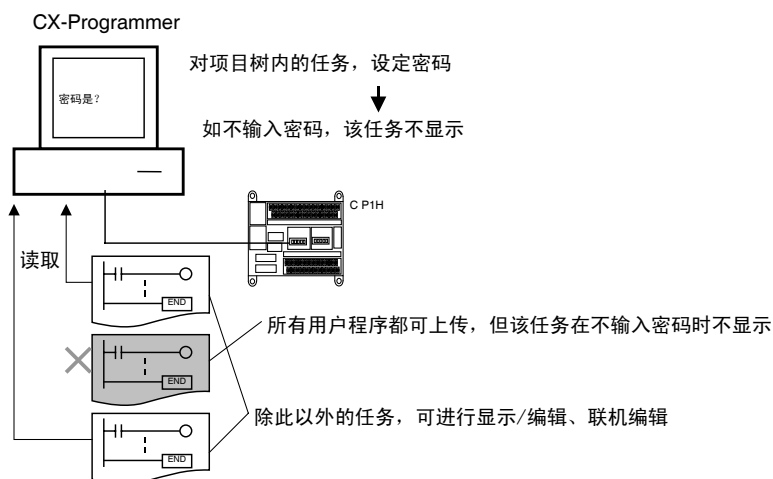 CX-Programmer
对项目树内的任务，设定密码
密码是？
如不输入密码，该任务不显示
C P1H
读取
END
所有用户程序都可上传，但该任务在不输入密码时不显示
END
除此以外的任务，可进行显示/编辑、联机编辑
END